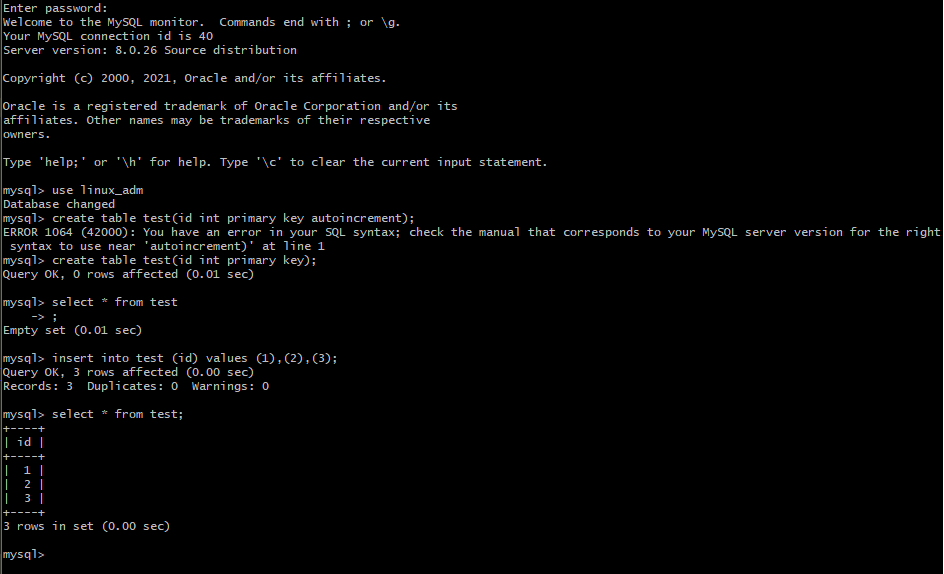 Enter password:
Welcome to the MySQL monitor.  Commands end with ; or \g.
Your MySQL connection id is 40
Server version: 8.0.26 Source distribution

Copyright (c) 2000, 2021, Oracle and/or its affiliates.

Oracle is a registered trademark of Oracle Corporation and/or its
affiliates. Other names may be trademarks of their respective
owners.

Type 'help;' or '\h' for help. Type '\c' to clear the current input statement.

mysql> use linux_adm
Database changed
mysql> create table test(id int primary key autoincrement);
ERROR 1064 (42000): You have an error in your SQL syntax; check the manual that corresponds to your MySQL server version for the right
 syntax to use near 'autoincrement)' at line 1
mysql> create table test(id int primary key);
Query OK, 0 rows affected (0.01 sec)

mysql> select * from test
    -> ;
Empty set (0.01 sec)

mysql> insert into test (id) values (1),(2),(3);
Query OK, 3 rows affected (0.00 sec)
Records: 3  Duplicates: 0  Warnings: 0

mysql> select * from test;
+----+
| id |
+----+
|  1 |
|  2 |
|  3 |
+----+
3 rows in set (0.00 sec)

mysql>